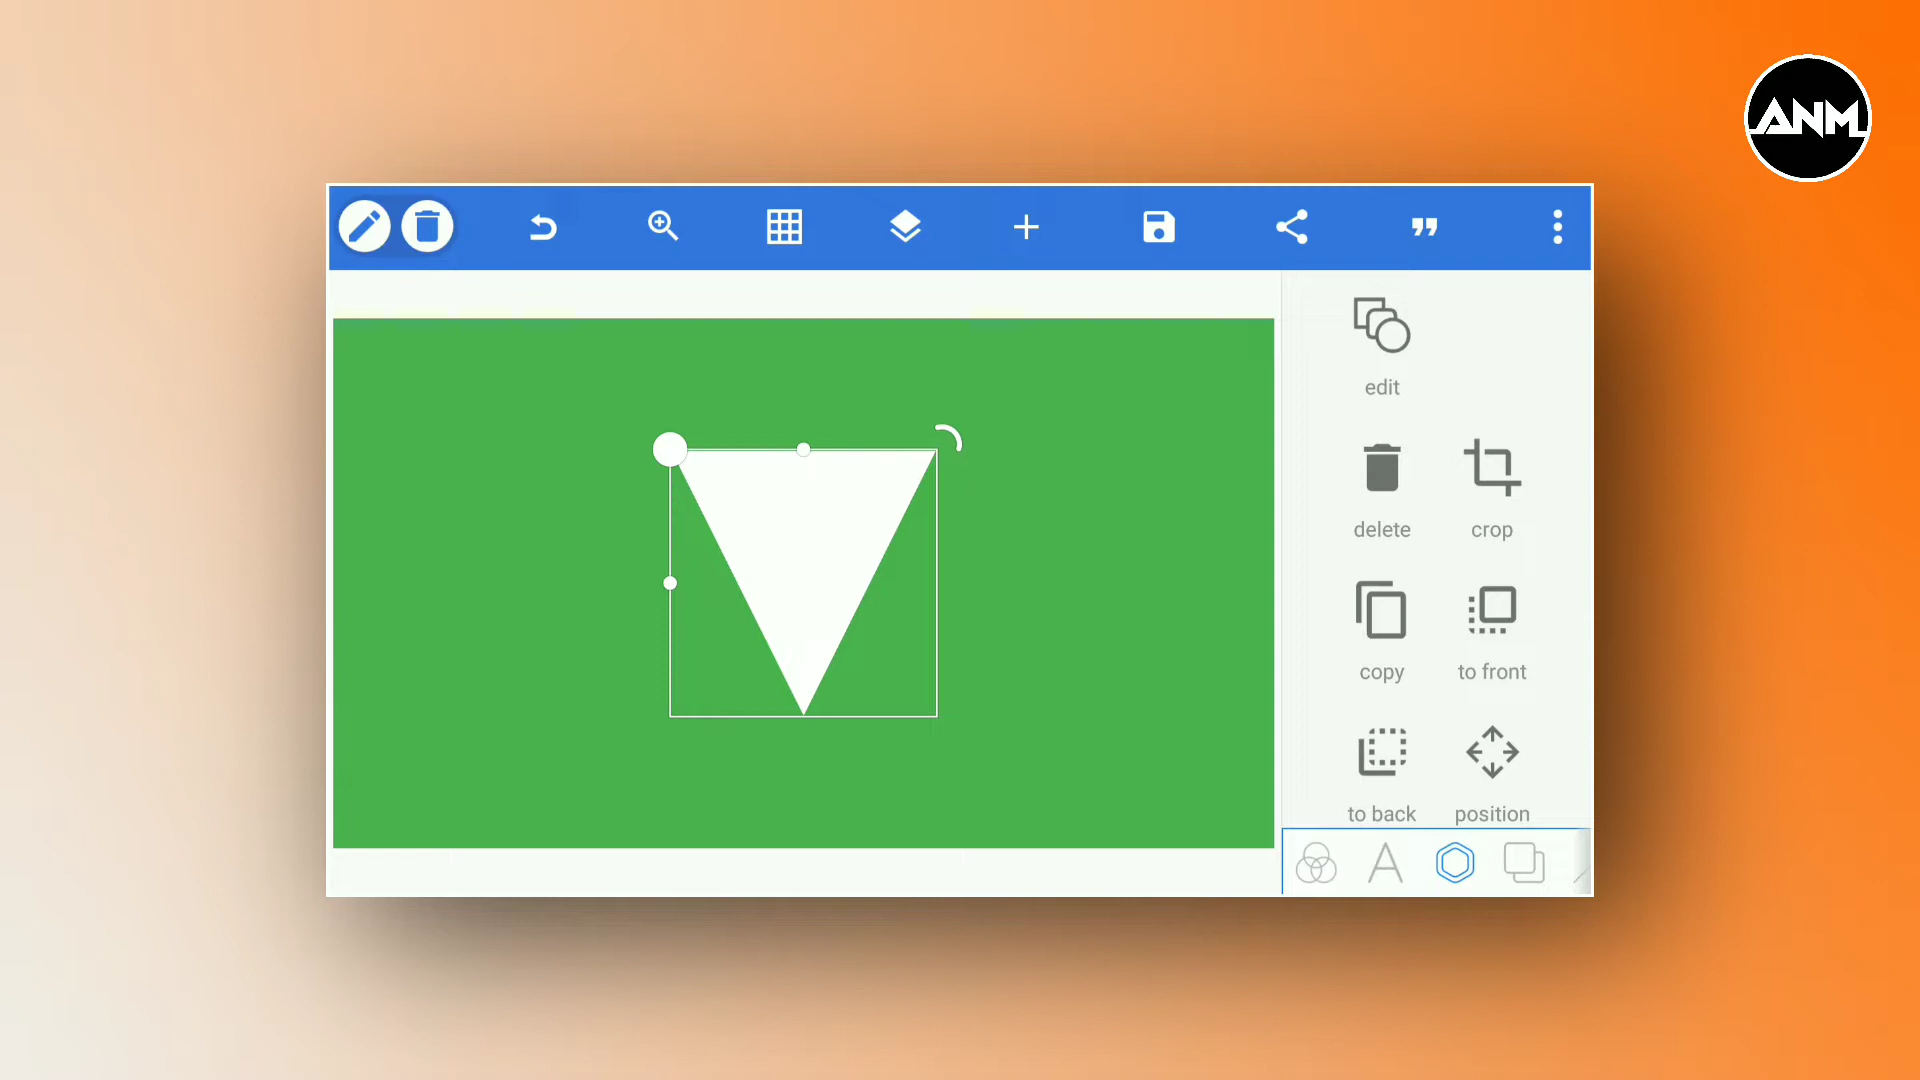 ANM
edit
delete crop
copy to front
to back position